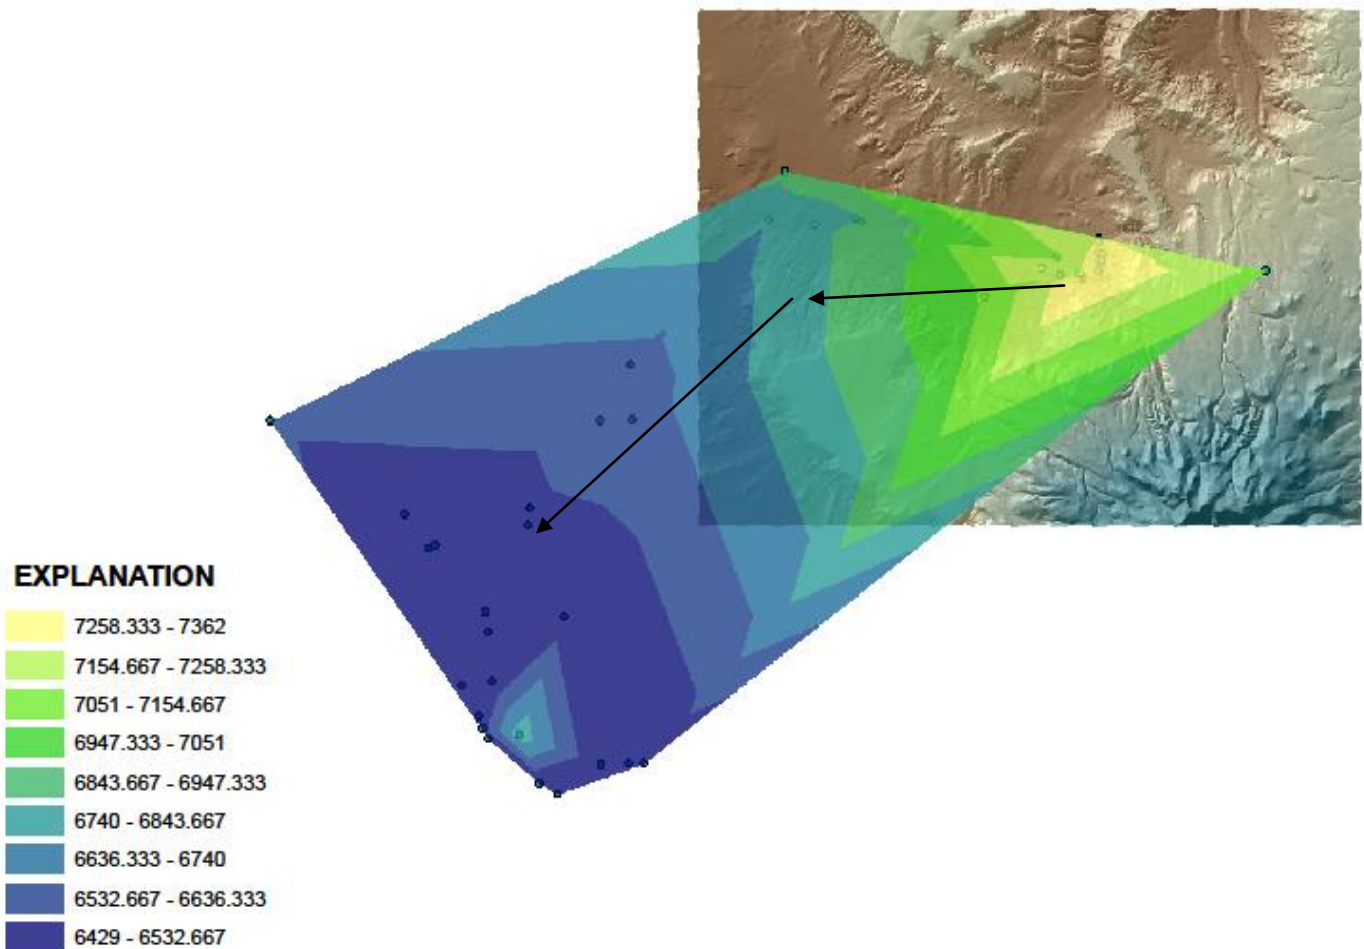 EXPLANATION
7258.333 - 7362
7154.667 - 7258.333
7051 - 7154.667
6947.333 - 7051
6843.667 - 6947.333
6740 - 6843.667
6636.333 - 6740
6532.667 - 6636.333
6429 - 6532.667